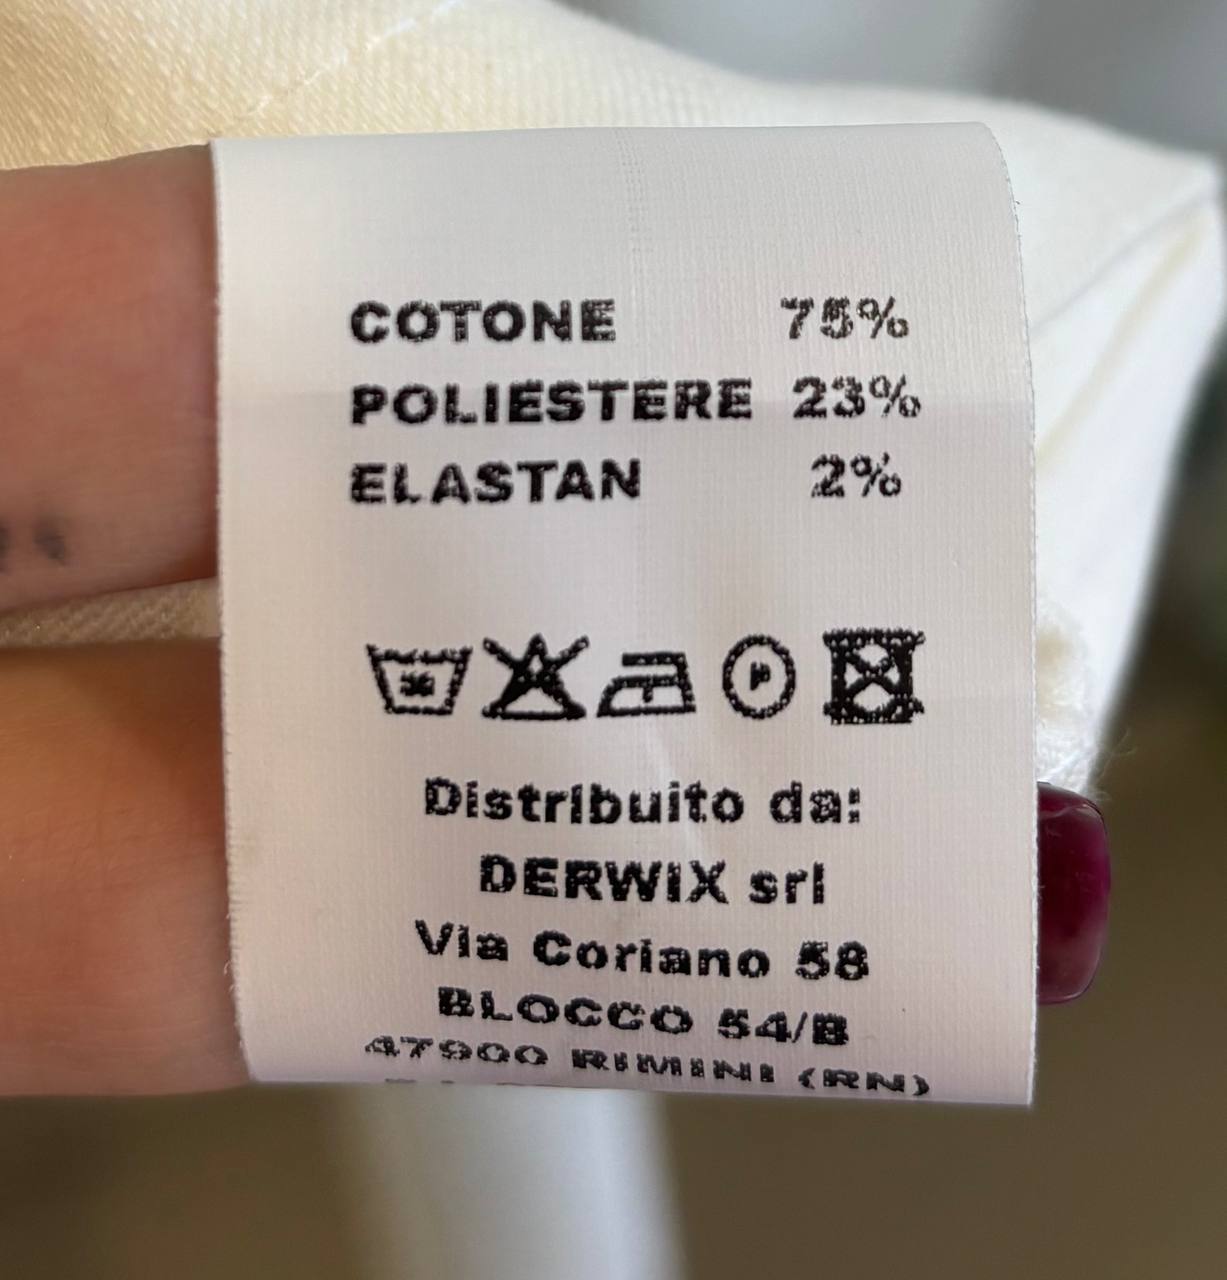 COTONE 75%
POLIESTERE 23%
ELASTAN 2%
P
Distribuito da:
DERWIX srl
Via Coriano 58
BLOCCO 54/B
47900 RIMINI (RN)